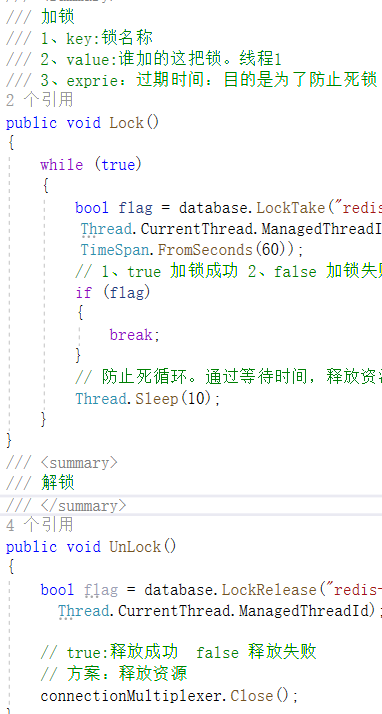 /// 加锁
/// 1、key:锁名称
/// 2、value:谁加的这把锁。线程1
/// 3、exprie：过期时间：目的是为了防止死锁
2 个引用
public void Lock()
{
while (true)
{
bool flag = database.LockTake("redis-
Thread.CurrentThread.ManagedThreadI
TimeSpan.FromSeconds(60));
// 1、true 加锁成功 2、false 加锁失败
if (flag)
{
break;
}
// 防止死循环。通过等待时间，释放资源
Thread.Sleep(10);
}
}
/// <summary>
/// 解锁
/// </summary>
4 个引用
public void UnLock()
{
bool flag = database.LockRelease("redis-
Thread.CurrentThread.ManagedThreadId);
// true:释放成功 false 释放失败
// 方案：释放资源
connectionMultiplexer.Close();